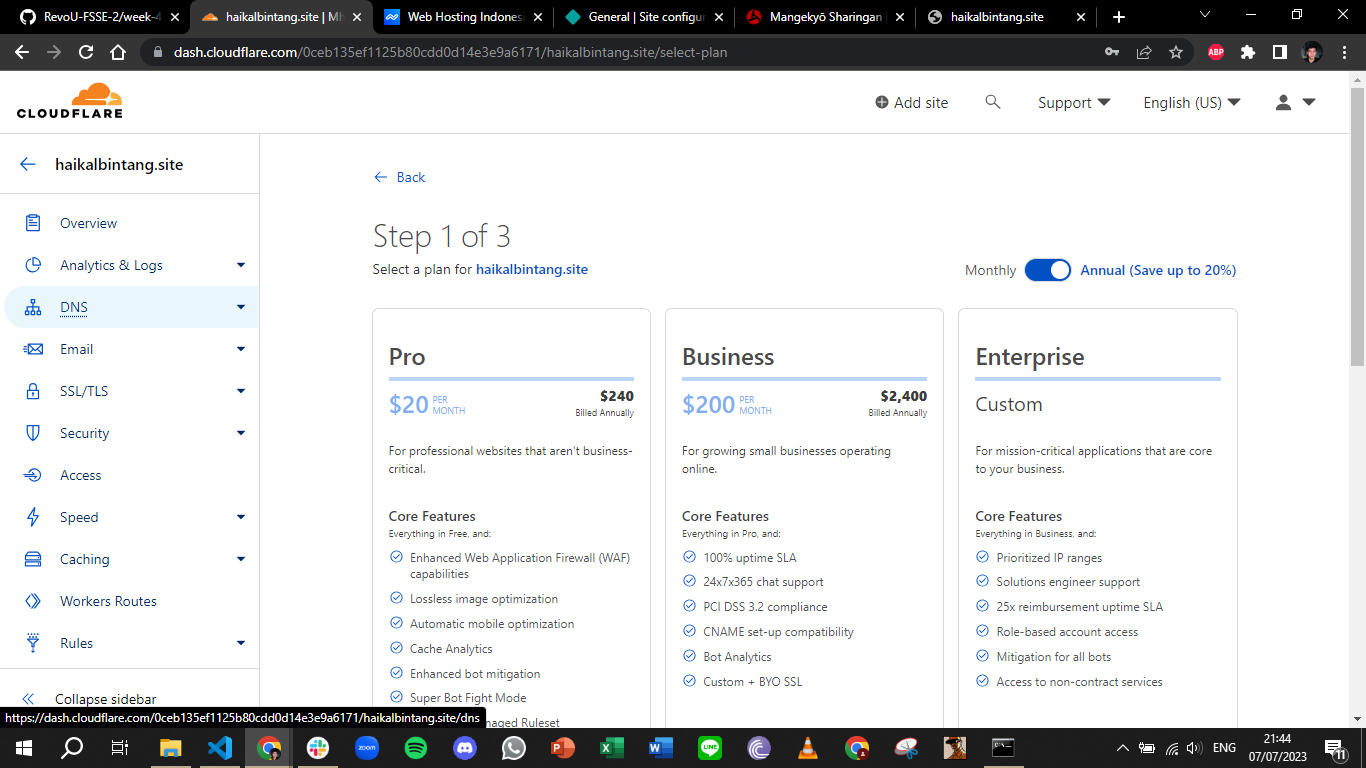 RevoU-FSSE-2/week-4
haikalbintang.site | Mh
Web Hosting Indones
General | Site configur
Mangekyō Sharingan |
haikalbintang.site
dash.cloudflare.com/0ceb135ef1125b80cdd0d14e3e9a6171/haikalbintang.site/select-plan
ABP
CLOUDFLARE
Add site
Support
English (US)
haikalbintang.site
Overview
Analytics & Logs
DNS
Email
SSL/TLS
Security
Access
Speed
Caching
Workers Routes
Rules
Collapse sidebar
https://dash.cloudflare.com/0ceb135ef1125b80cdd0d14e3e9a6171/haikalbintang.site/dns
Back
Step 1 of 3
Select a plan for haikalbintang.site
Monthly
Annual (Save up to 20%)
Pro
$20 PER MONTH
$240
Billed Annually
For professional websites that aren't business-
critical.
Core Features
Everything in Free, and:
Enhanced Web Application Firewall (WAF)
capabilities
Lossless image optimization
Automatic mobile optimization
Cache Analytics
Enhanced bot mitigation
Super Bot Fight Mode
naged Ruleset
Business
$200 PER MONTH
$2,400
Billed Annually
For growing small businesses operating
online.
Core Features
Everything in Pro, and:
100% uptime SLA
24x7x365 chat support
PCI DSS 3.2 compliance
CNAME set-up compatibility
Bot Analytics
Custom + BYO SSL
Enterprise
Custom
For mission-critical applications that are core
to your business.
Core Features
Everything in Business, and:
Prioritized IP ranges
Solutions engineer support
25x reimbursement uptime SLA
Role-based account access
Mitigation for all bots
Access to non-contract services
zoom
LINE
ENG
21:44
07/07/2023
11